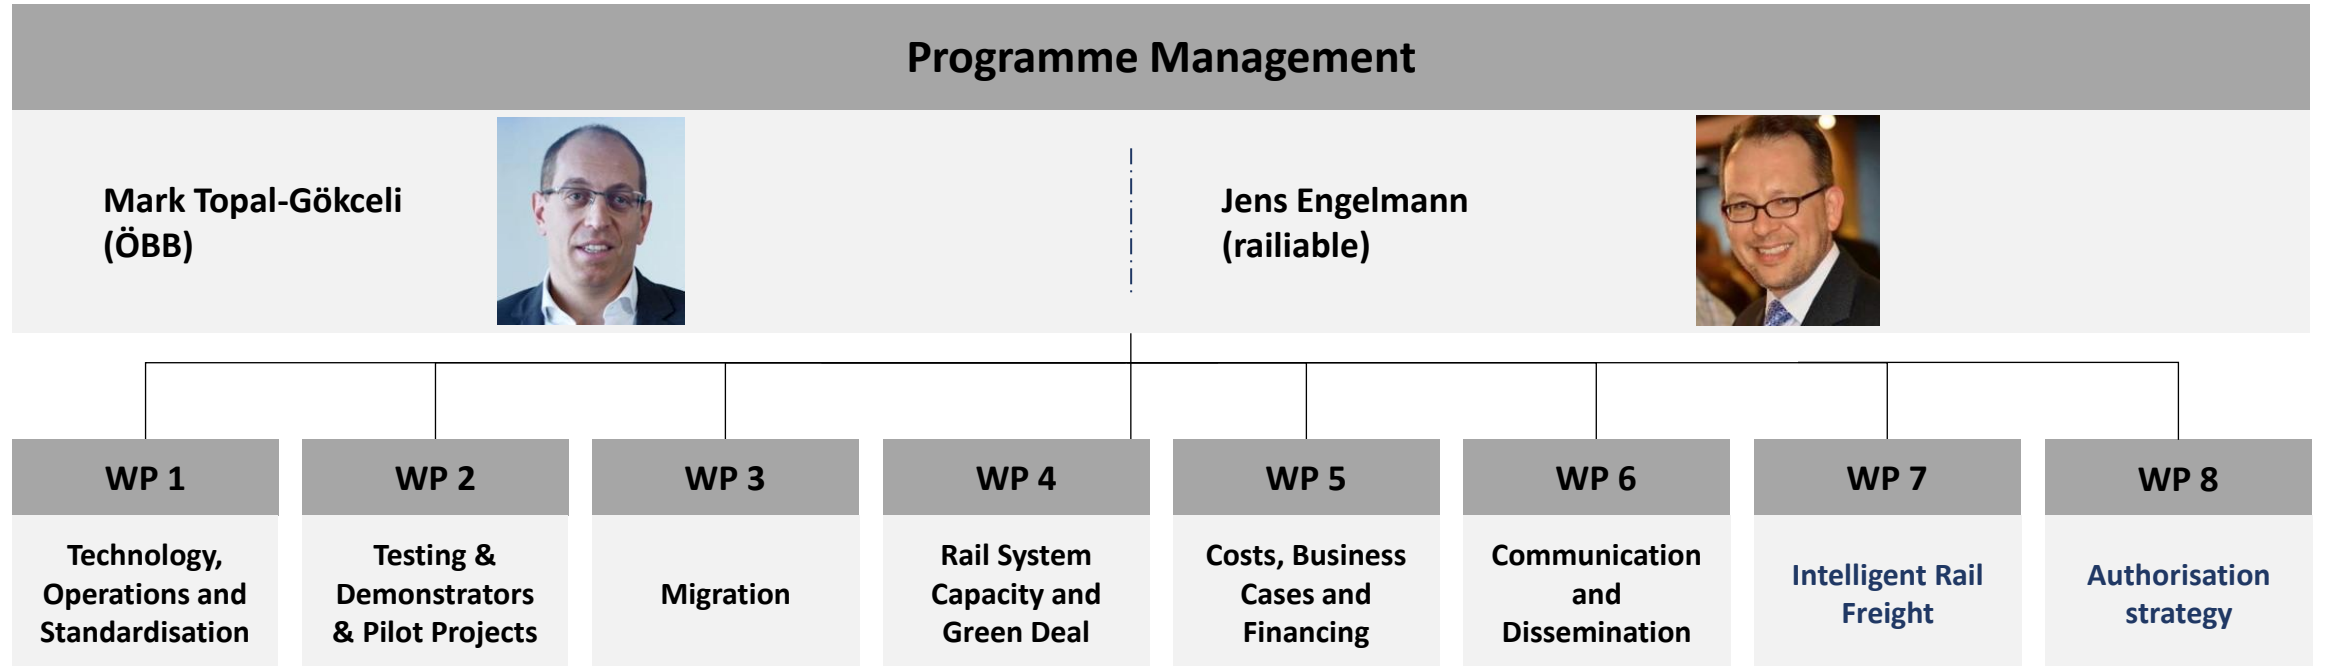 Programme Management
Mark Topal-Gökceli
(ÖBB)
Jens Engelmann
(railiable)
WP 1
Technology,
Operations and
Standardisation
WP 2
Testing &
Demonstrators
& Pilot Projects
WP 3
Migration
WP 4
Rail System
Capacity and
Green Deal
WP 5
Costs, Business
Cases and
Financing
WP 6
Communication
and
Dissemination
WP 7
Intelligent Rail
Freight
WP 8
Authorisation
strategy